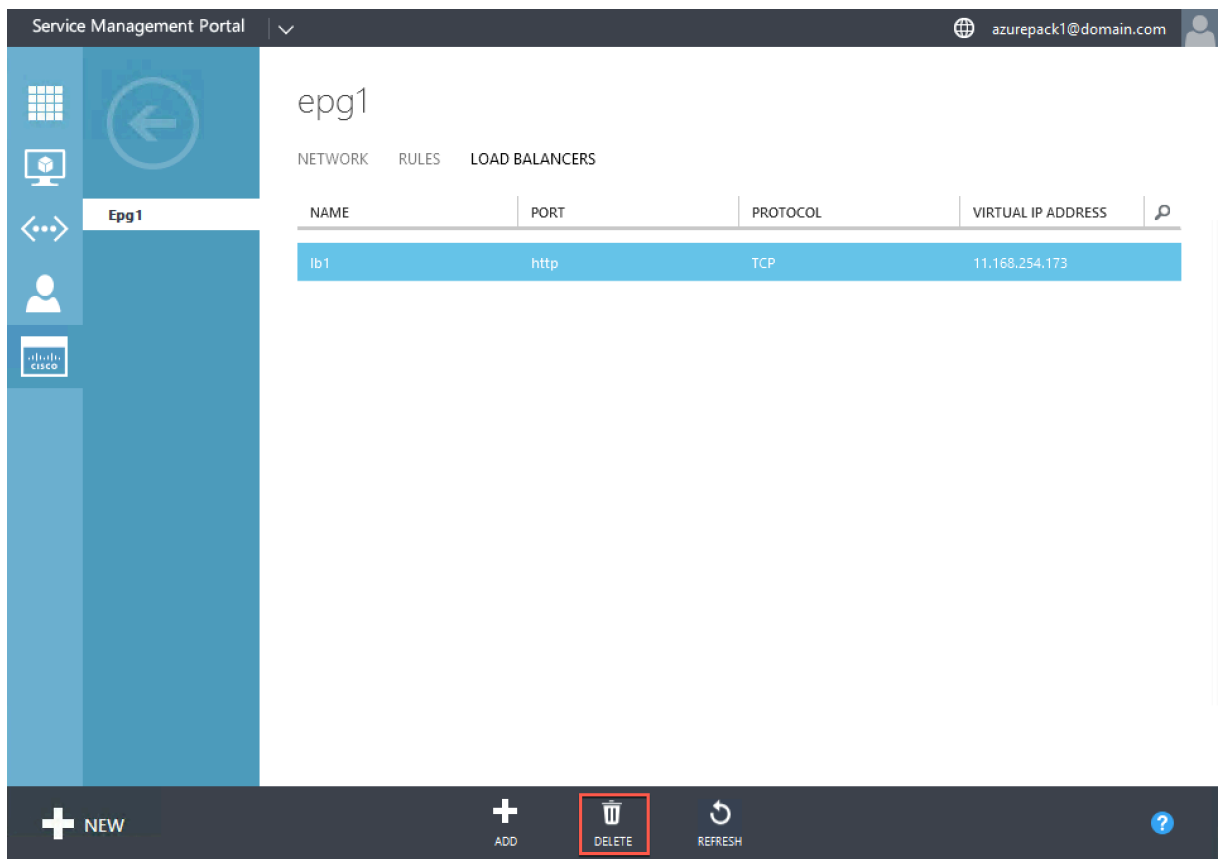 Service Management Portal
azurepack1@domain.com
epg1
NETWORK RULES LOAD BALANCERS
Epg1
NAME PORT PROTOCOL VIRTUAL IP ADDRESS
lb1 http TCP 11.168.254.173
cisco
NEW
ADD
DELETE
REFRESH
?